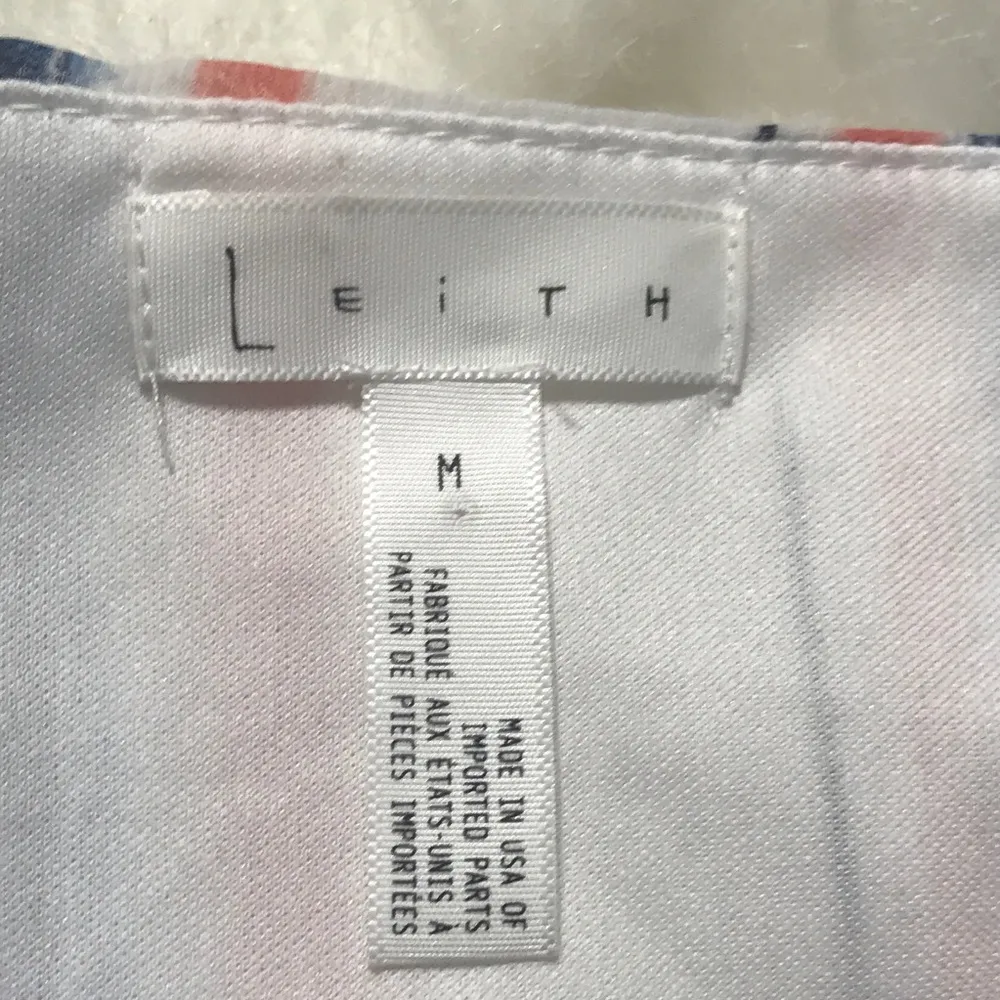 LEiTH
M
MADE IN USA OF
IMPORTED PARTS
FABRIQUÉ AUX ÉTATS-UNIS À
PARTIR DE PIÈCES IMPORTÉES